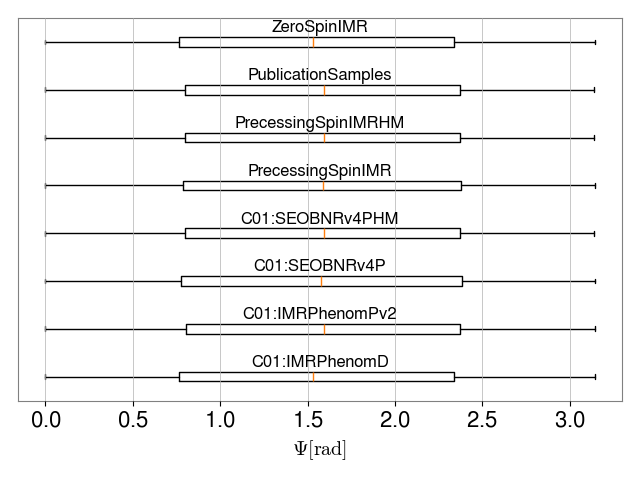 ZeroSpinIMR
PublicationSamples
PrecessingSpinIMRHM
PrecessingSpinIMR
C01:SEOBNRv4PHM
C01:SEOBNRv4P
C01:IMRPhenomPv2
C01:IMRPhenomD
0.0 0.5 1.0 1.5 2.0 2.5 3.0
Ψ[rad]